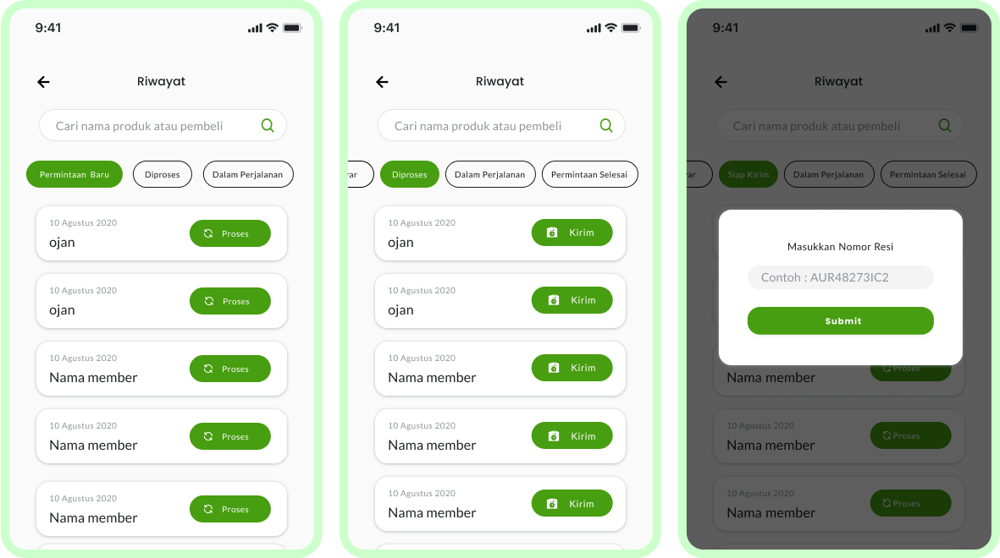 9:41
Riwayat
Cari nama produk atau pembeli
Permintaan Baru
Diproses
Dalam Perjalanan
10 Agustus 2020
ojan
Proses
10 Agustus 2020
ojan
Proses
10 Agustus 2020
Nama member
Proses
10 Agustus 2020
Nama member
Proses
10 Agustus 2020
Nama member
Proses
9:41
Riwayat
Cari nama produk atau pembeli
ar
Diproses
Dalam Perjalanan
Permintaan Selesai
10 Agustus 2020
ojan
Kirim
10 Agustus 2020
ojan
Kirim
10 Agustus 2020
Nama member
Kirim
10 Agustus 2020
Nama member
Kirim
10 Agustus 2020
Nama member
Kirim
9:41
Riwayat
Cari nama produk atau pembeli
ar
Siap Kirim
Dalam Perjalanan
Permintaan Selesai
Masukkan Nomor Resi
Contoh : AUR48273IC2
Submit
Nama member
Proses
10 Agustus 2020
Nama member
Proses
10 Agustus 2020
Nama member
Proses